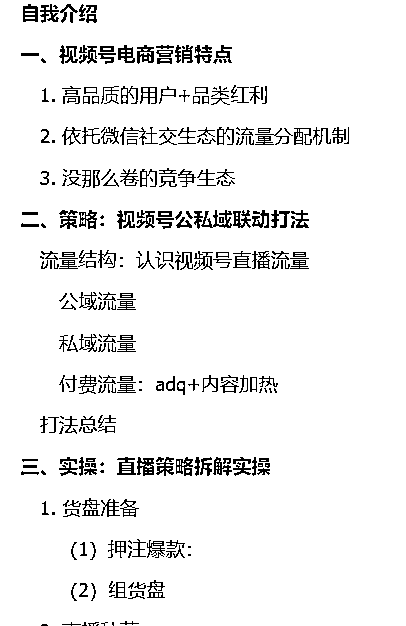 自我介绍
一、视频号电商营销特点
1. 高品质的用户+品类红利
2. 依托微信社交生态的流量分配机制
3. 没那么卷的竞争生态
二、策略：视频号公私域联动打法
流量结构：认识视频号直播流量
公域流量
私域流量
付费流量：adq+内容加热
打法总结
三、实操：直播策略拆解实操
1. 货盘准备
(1) 押注爆款:
(2) 组货盘